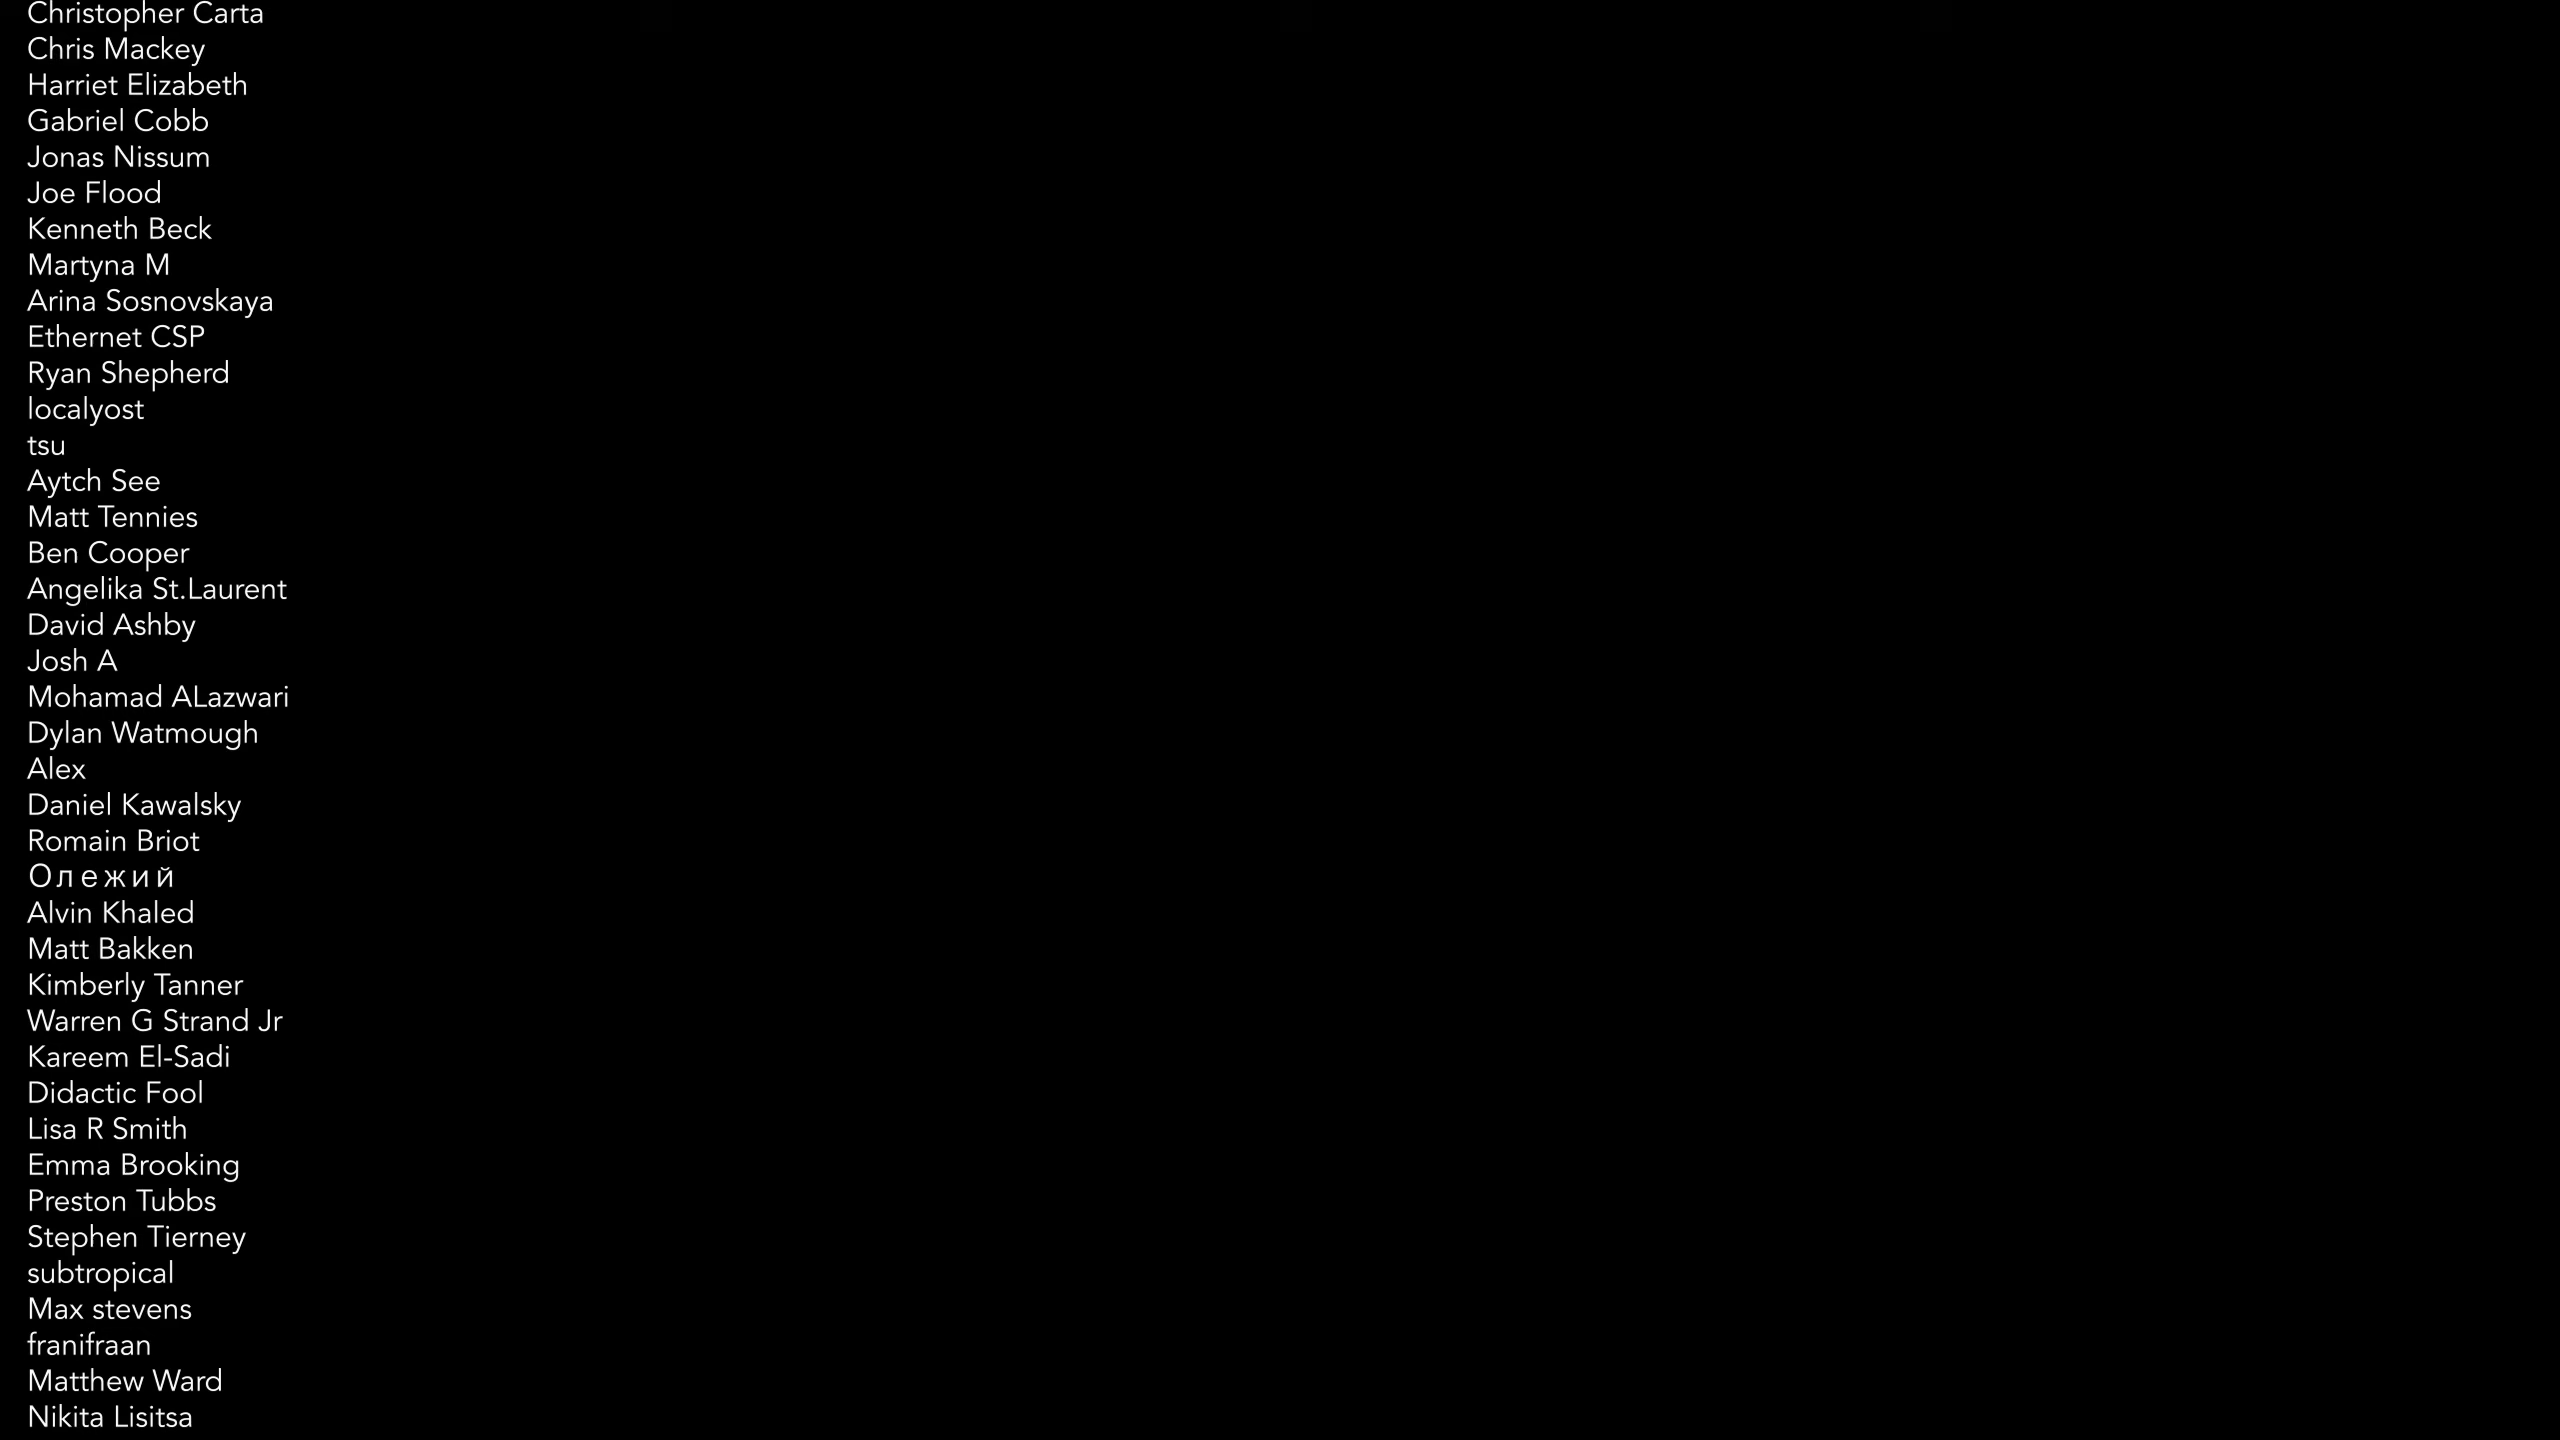 Christopher Carta
Chris Mackey
Harriet Elizabeth
Gabriel Cobb
Jonas Nissum
Joe Flood
Kenneth Beck
Martyna M
Arina Sosnovskaya
Ethernet CSP
Ryan Shepherd
localyost
tsu
Aytch See
Matt Tennies
Ben Cooper
Angelika St.Laurent
David Ashby
Josh A
Mohamad ALazwari
Dylan Watmough
Alex
Daniel Kawalsky
Romain Briot
Олежий
Alvin Khaled
Matt Bakken
Kimberly Tanner
Warren G Strand Jr
Kareem El-Sadi
Didactic Fool
Lisa R Smith
Emma Brooking
Preston Tubbs
Stephen Tierney
subtropical
Max stevens
franifraan
Matthew Ward
Nikita Lisitsa